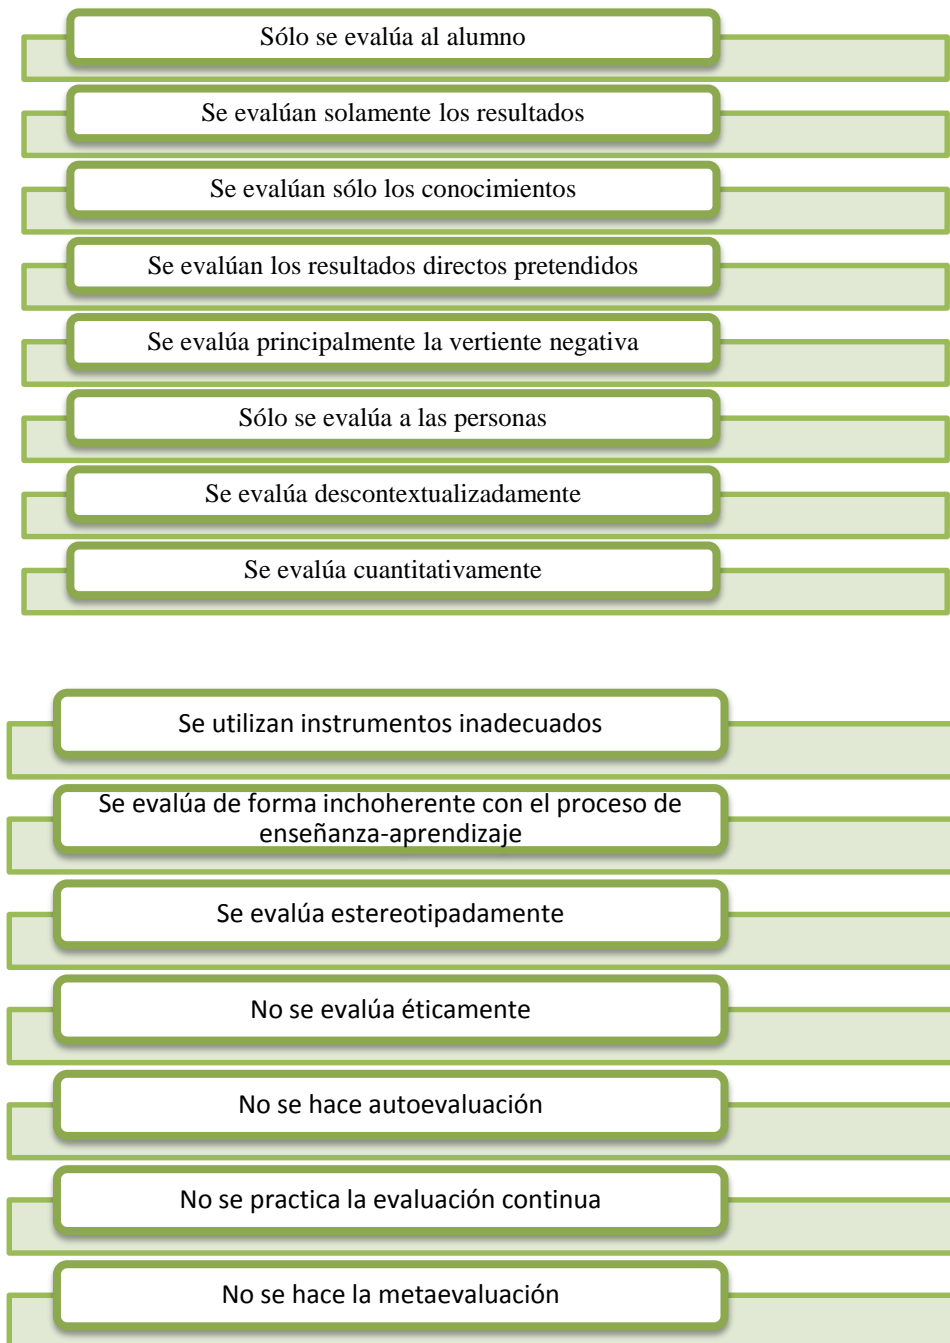 Sólo se evalúa al alumno
Se evalúan solamente los resultados
Se evalúan sólo los conocimientos
Se evalúan los resultados directos pretendidos
Se evalúa principalmente la vertiente negativa
Sólo se evalúa a las personas
Se evalúa descontextualizadamente
Se evalúa cuantitativamente
Se utilizan instrumentos inadecuados
Se evalúa de forma inchoherente con el proceso de
enseñanza-aprendizaje
Se evalúa estereotipadamente
No se evalúa éticamente
No se hace autoevaluación
No se practica la evaluación continua
No se hace la metaevaluación